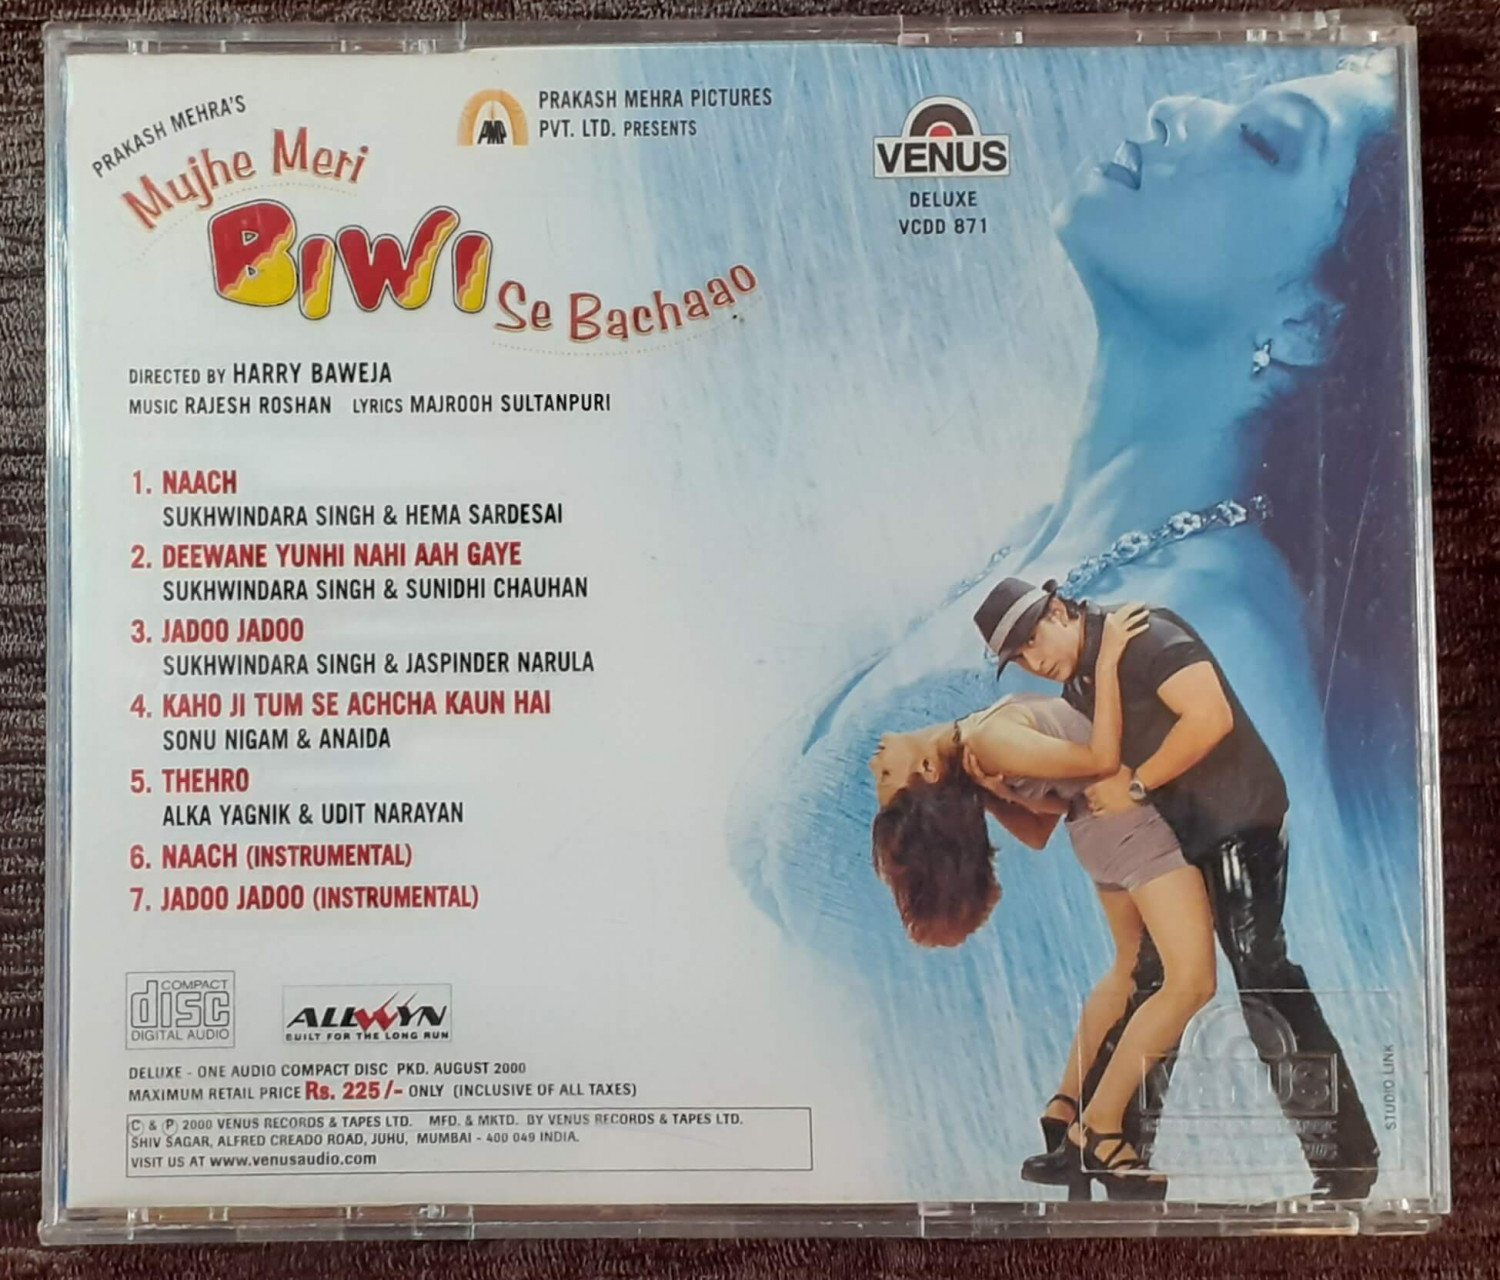 PRAKASH MEHRA'S
Mujhe Meri
BIWI
Se Bachaao
PMP
PRAKASH MEHRA PICTURES
PVT. LTD. PRESENTS
VENUS
DELUXE
VCDD 871
DIRECTED BY HARRY BAWEJA
MUSIC RAJESH ROSHAN LYRICS MAJROOH SULTANPURI
1. NAACH
SUKHWINDARA SINGH & HEMA SARDESAI
2. DEEWANE YUNHI NAHI AAH GAYE
SUKHWINDARA SINGH & SUNIDHI CHAUHAN
3. JADOO JADOO
SUKHWINDARA SINGH & JASPINDER NARULA
4. KAHO JI TUM SE ACHCHA KAUN HAI
SONU NIGAM & ANAIDA
5. THEHRO
ALKA YAGNIK & UDIT NARAYAN
6. NAACH (INSTRUMENTAL)
7. JADOO JADOO (INSTRUMENTAL)
COMPACT
disc
DIGITAL AUDIO
ALLWYN
BUILT FOR THE LONG RUN
DELUXE - ONE AUDIO COMPACT DISC PKD. AUGUST 2000
MAXIMUM RETAIL PRICE Rs. 225/- ONLY (INCLUSIVE OF ALL TAXES)
© & ℗ 2000 VENUS RECORDS & TAPES LTD. MFD. & MKTD. BY VENUS RECORDS & TAPES LTD.
SHIV SAGAR, ALFRED CREADO ROAD, JUHU, MUMBAI - 400 049 INDIA.
VISIT US AT www.venusaudio.com
VENUS
STUDIO LINK